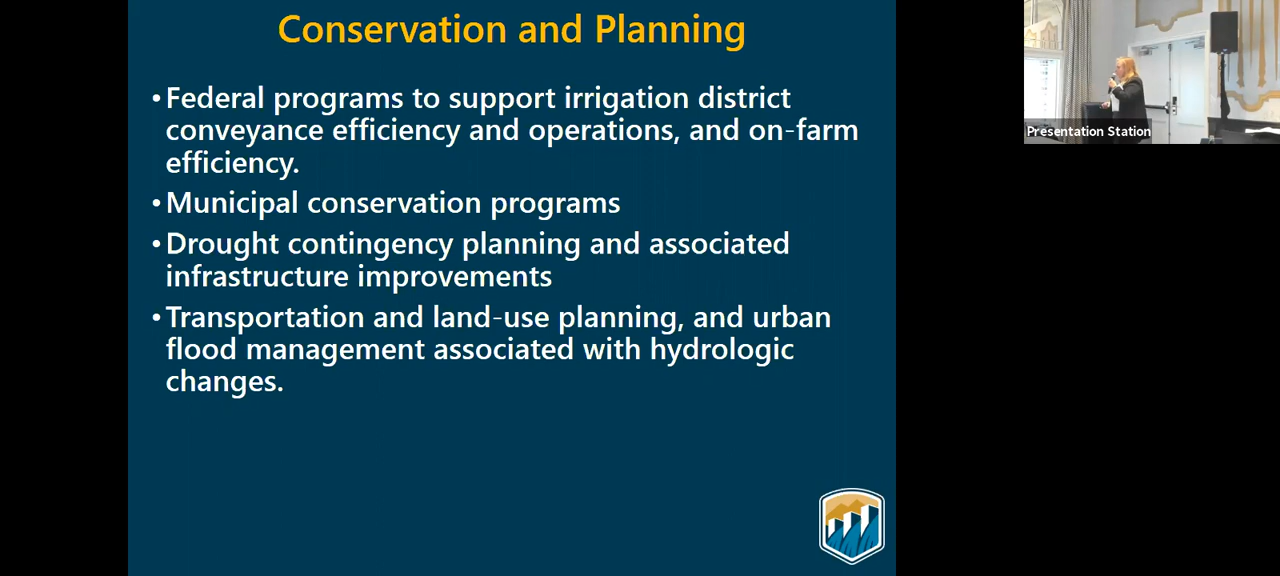 Conservation and Planning
•Federal programs to support irrigation district
conveyance efficiency and operations, and on-farm
efficiency.
•Municipal conservation programs
•Drought contingency planning and associated
infrastructure improvements
•Transportation and land-use planning, and urban
flood management associated with hydrologic
changes.
Presentation Station